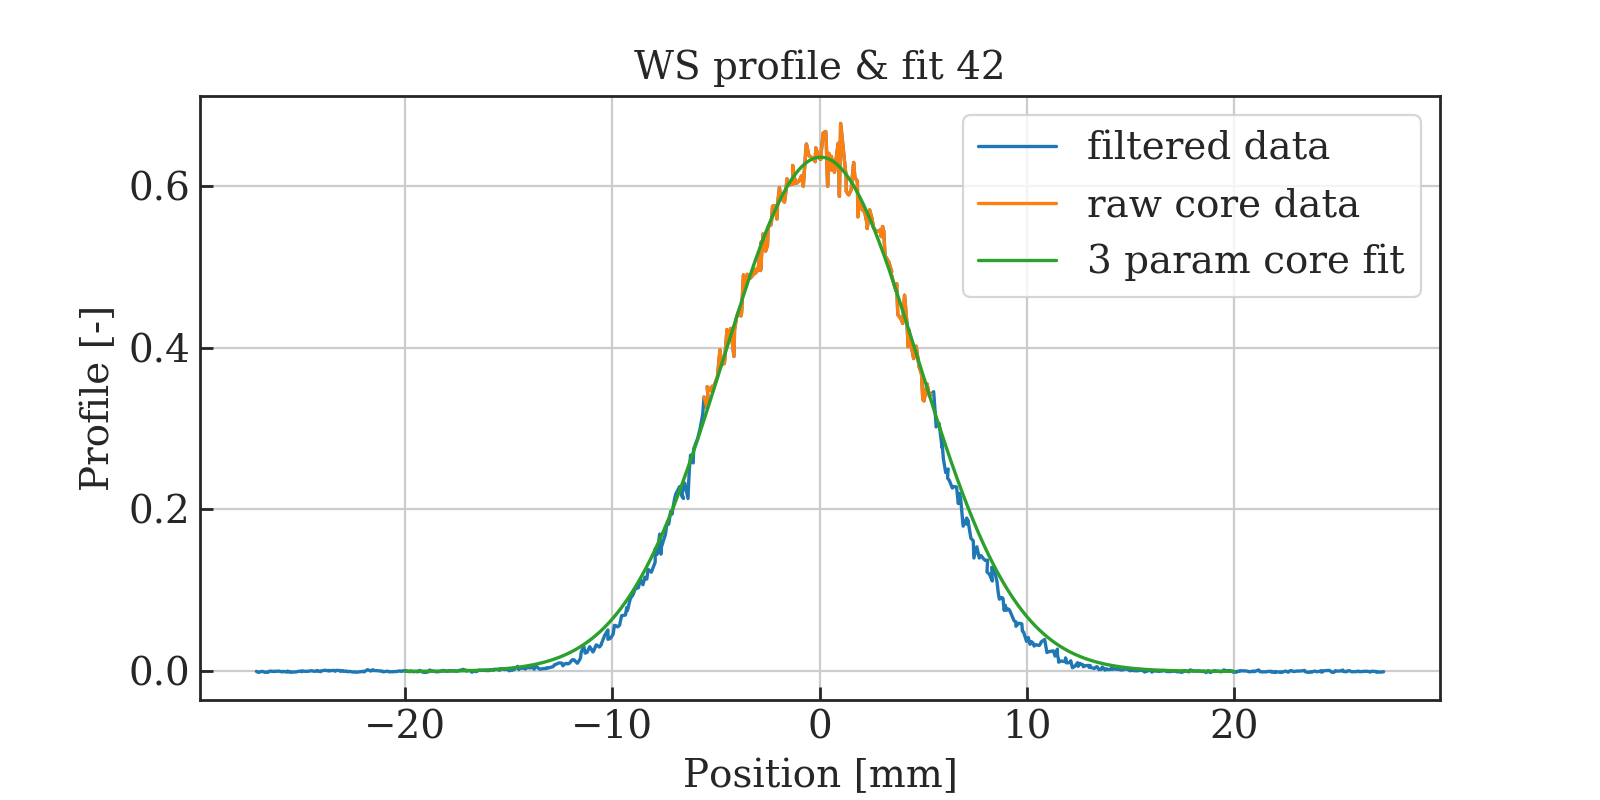 WS profile & fit 42
filtered data
raw core data
3 param core fit
Profile [-]
0.6
0.4
0.2
0.0
−20 −10 0 10 20
Position [mm]